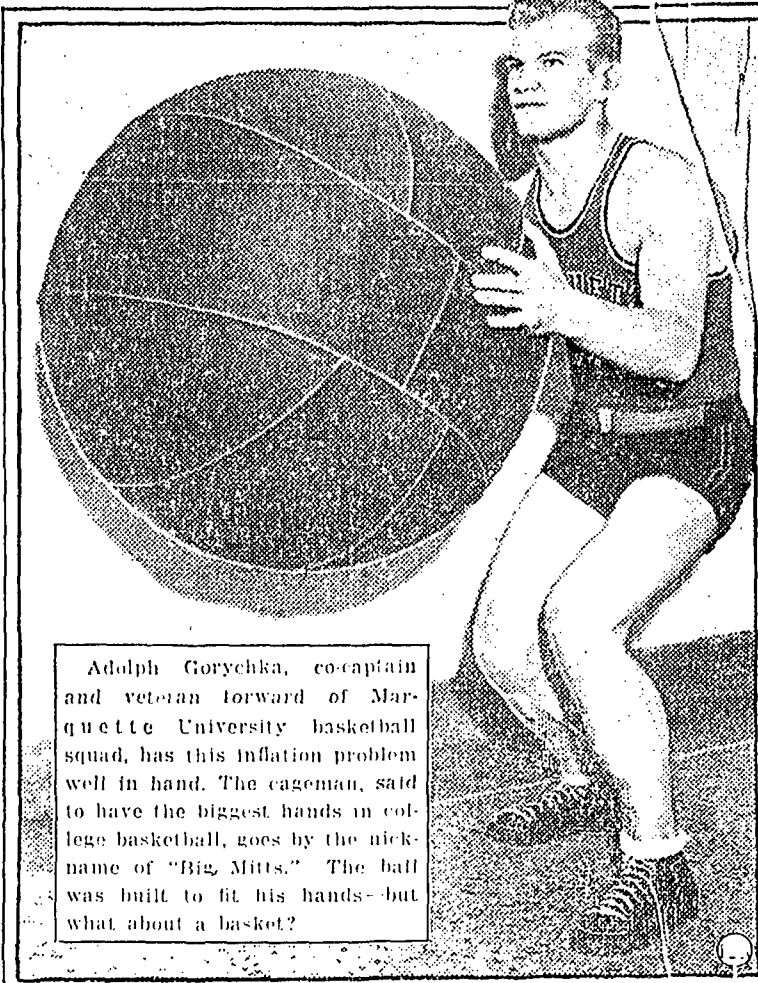 Adolph Gorychka, co-captain
and veteran forward of Mar-
quette University basketball
squad, has this inflation problem
well in hand. The cageman, said
to have the biggest hands in col-
lege basketball, goes by the nick-
name of "Big Mitts." The ball
was built to fit his hands--but
what about a basket?